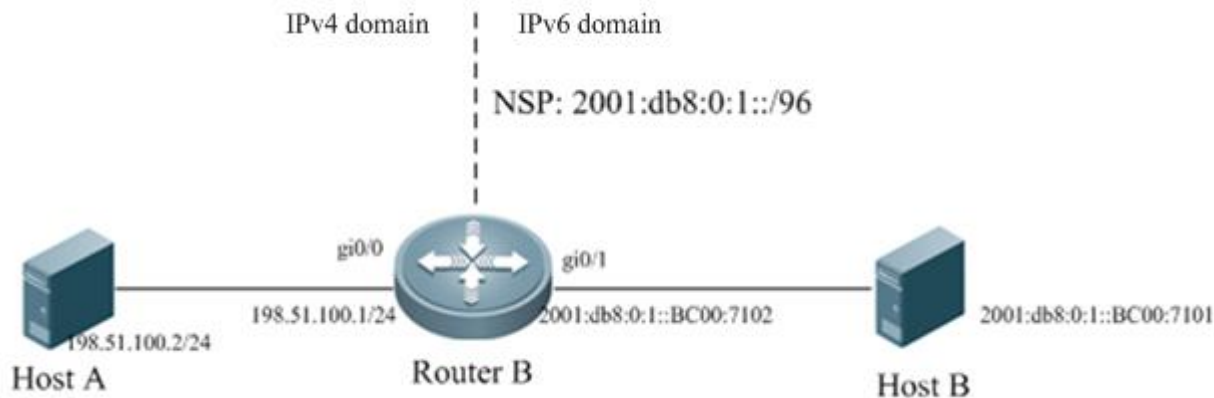 IPv4 domain
IPv6 domain
NSP: 2001:db8:0:1::/96
gi0/0
gi0/1
198.51.100.1/24
2001:db8:0:1::BC00:7102
2001:db8:0:1::BC00:7101
198.51.100.2/24
Host A
Router B
Host B